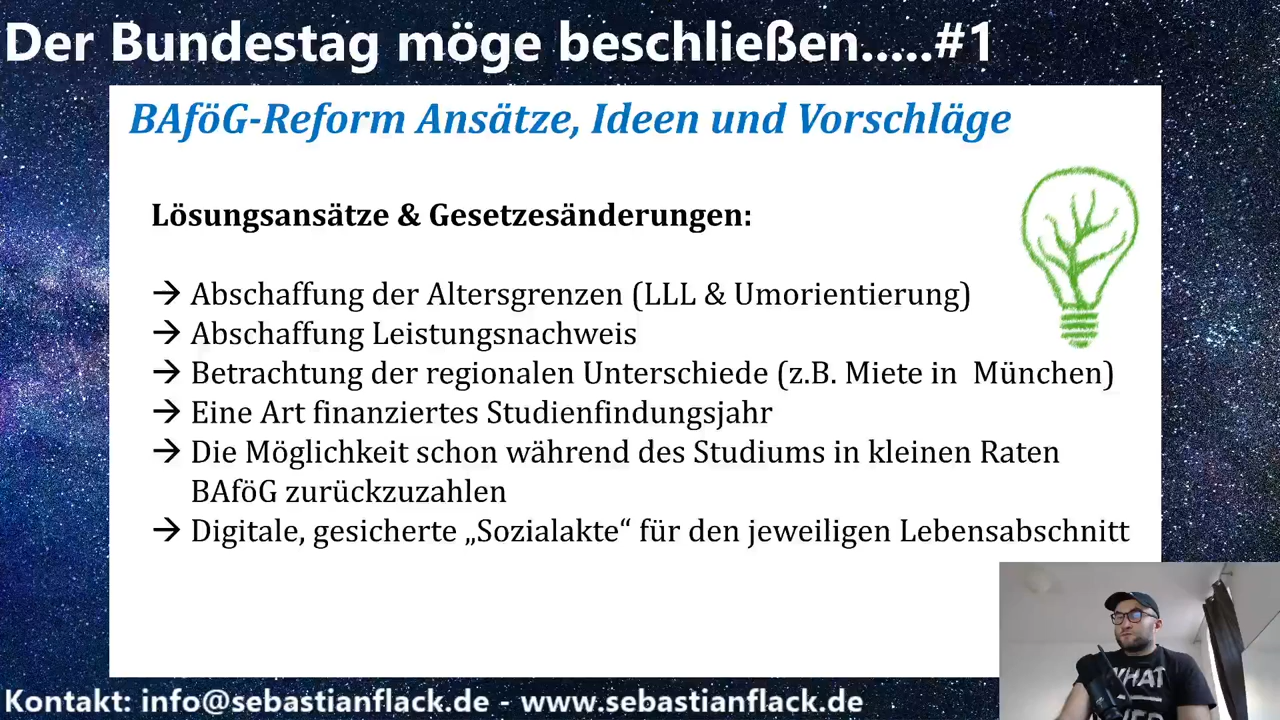 Der Bundestag möge beschließen.....#1
BAföG-Reform Ansätze, Ideen und Vorschläge
Lösungsansätze & Gesetzesänderungen:
→ Abschaffung der Altersgrenzen (LLL & Umorientierung)
→ Abschaffung Leistungsnachweis
→ Betrachtung der regionalen Unterschiede (z.B. Miete in München)
→ Eine Art finanziertes Studienfindungsjahr
→ Die Möglichkeit schon während des Studiums in kleinen Raten
BAföG zurückzuzahlen
→ Digitale, gesicherte „Sozialakte“ für den jeweiligen Lebensabschnitt
WHAT
Kontakt: info@sebastianflack.de - www.sebastianflack.de